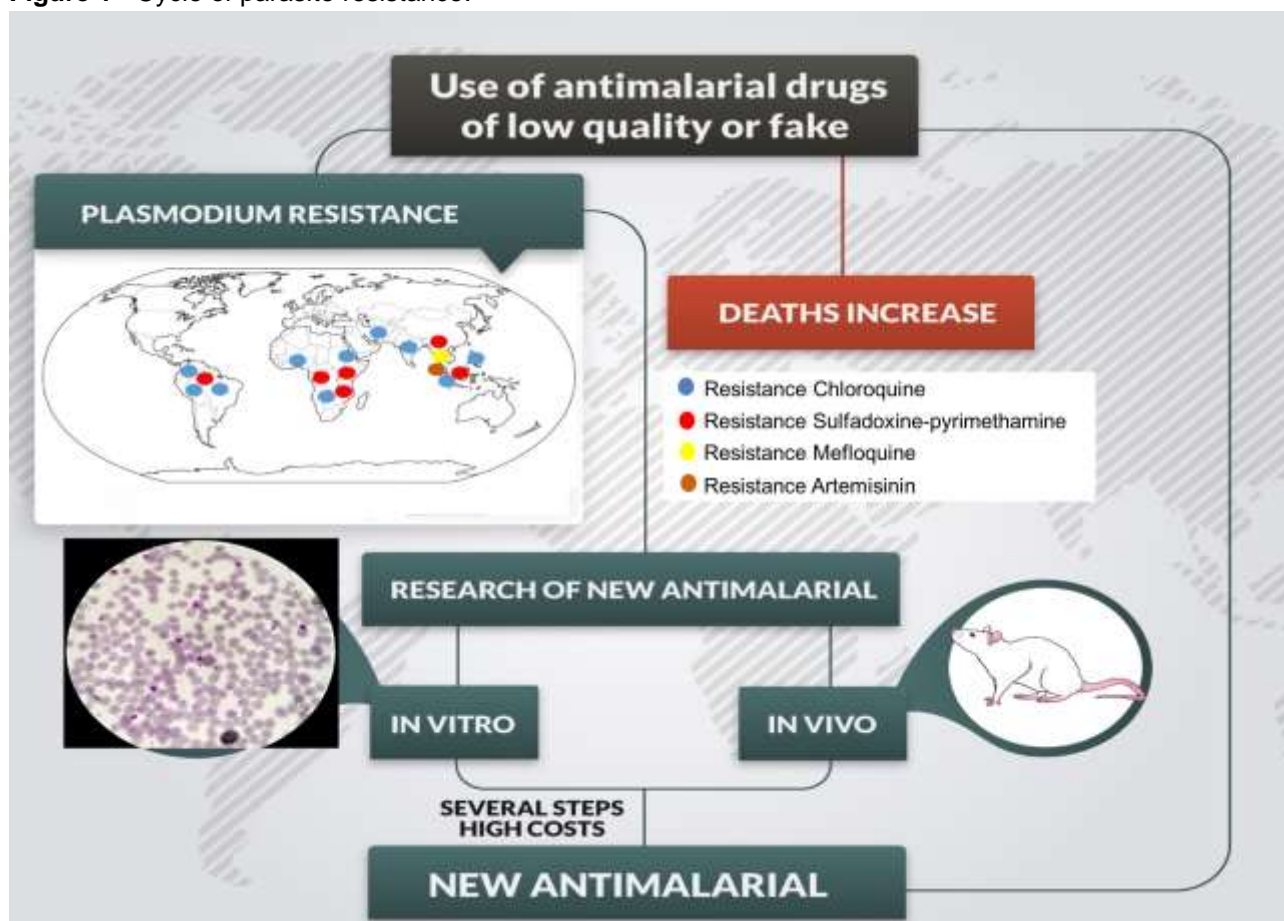 Figure 1 - Cycle of parasite resistance.
Use of antimalarial drugs
of low quality or fake
PLASMODIUM RESISTANCE
DEATHS INCREASE
Resistance Chloroquine
Resistance Sulfadoxine-pyrimethamine
Resistance Mefloquine
Resistance Artemisinin
RESEARCH OF NEW ANTIMALARIAL
IN VITRO
IN VIVO
SEVERAL STEPS
HIGH COSTS
NEW ANTIMALARIAL